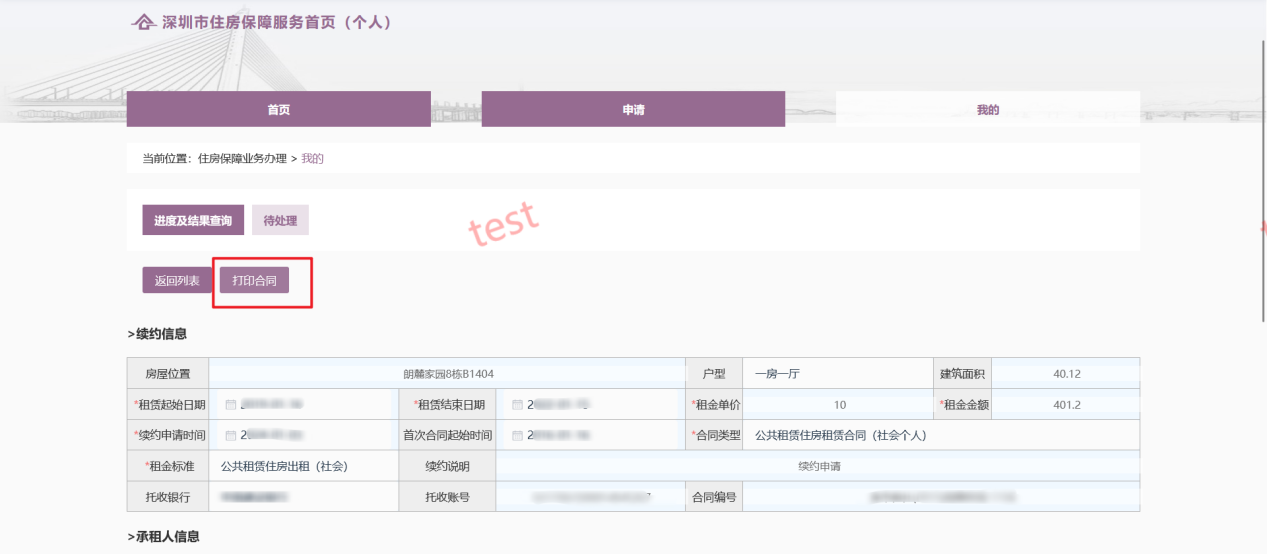 深圳市住房保障服务首页（个人）
首页 申请 我的
当前位置：住房保障业务办理 > 我的
进度及结果查询 待处理
test
返回列表 打印合同
>续约信息
房屋位置 朗麓家园8栋B1404 户型 一房一厅 建筑面积 40.12
*租赁起始日期 *租赁结束日期 *租金单价 10 *租金金额 401.2
*续约申请时间 首次合同起始时间 *合同类型 公共租赁住房租赁合同（社会个人）
*租金标准 公共租赁住房出租（社会） 续约说明 续约申请
托收银行 托收账号 合同编号
>承租人信息